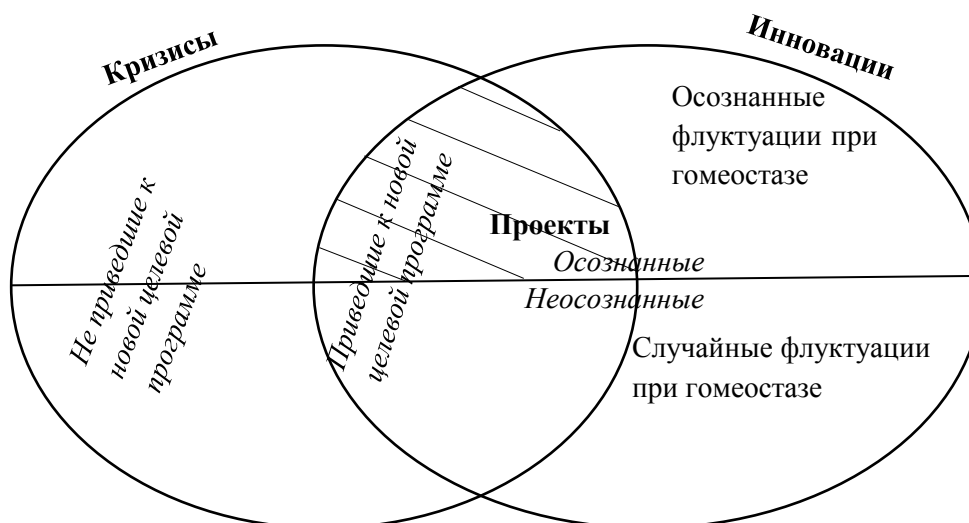 Кризисы
Инновации
Осознанные
флуктуации при
гомеостазе
Не приведшие к
новой целевой
программе
Приведшие к новой
целевой программе
Проекты
Осознанные
Неосознанные
Случайные флуктуации
при гомеостазе